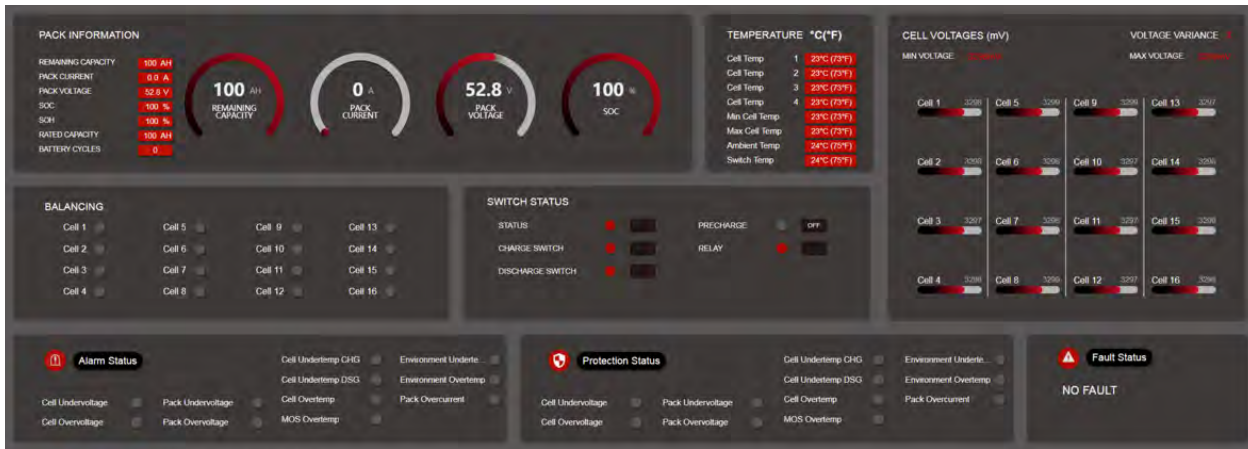 PACK INFORMATION
REMAINING CAPACITY 100 AH
PACK CURRENT 0.0 A
PACK VOLTAGE 52.8 V
SOC 100 %
SOH 100 %
RATED CAPACITY 100 AH
BATTERY CYCLES 0
100 AH
REMAINING
CAPACITY
0 A
PACK
CURRENT
52.8 V
PACK
VOLTAGE
100 %
SOC
TEMPERATURE °C(°F)
Cell Temp 1 23°C (73°F)
Cell Temp 2 23°C (73°F)
Cell Temp 3 23°C (73°F)
Cell Temp 4 23°C (73°F)
Min Cell Temp 23°C (73°F)
Max Cell Temp 23°C (73°F)
Ambient Temp 24°C (75°F)
Switch Temp 24°C (75°F)
CELL VOLTAGES (mV) VOLTAGE VARIANCE
MIN VOLTAGE MAX VOLTAGE
Cell 1 Cell 5 Cell 9 Cell 13
Cell 2 Cell 6 Cell 10 Cell 14
Cell 3 Cell 7 Cell 11 Cell 15
Cell 4 Cell 8 Cell 12 Cell 16
BALANCING
Cell 1 Cell 5 Cell 9 Cell 13
Cell 2 Cell 6 Cell 10 Cell 14
Cell 3 Cell 7 Cell 11 Cell 15
Cell 4 Cell 8 Cell 12 Cell 16
SWITCH STATUS
STATUS PRECHARGE OFF
CHARGE SWITCH RELAY
DISCHARGE SWITCH
Alarm Status
Cell Undertemp CHG Environment Underte...
Cell Undertemp DSG Environment Overtemp
Cell Undervoltage Pack Undervoltage Cell Overtemp Pack Overcurrent
Cell Overvoltage Pack Overvoltage MOS Overtemp
Protection Status
Cell Undertemp CHG Environment Underte...
Cell Undertemp DSG Environment Overtemp
Cell Undervoltage Pack Undervoltage Cell Overtemp Pack Overcurrent
Cell Overvoltage Pack Overvoltage MOS Overtemp
Fault Status
NO FAULT